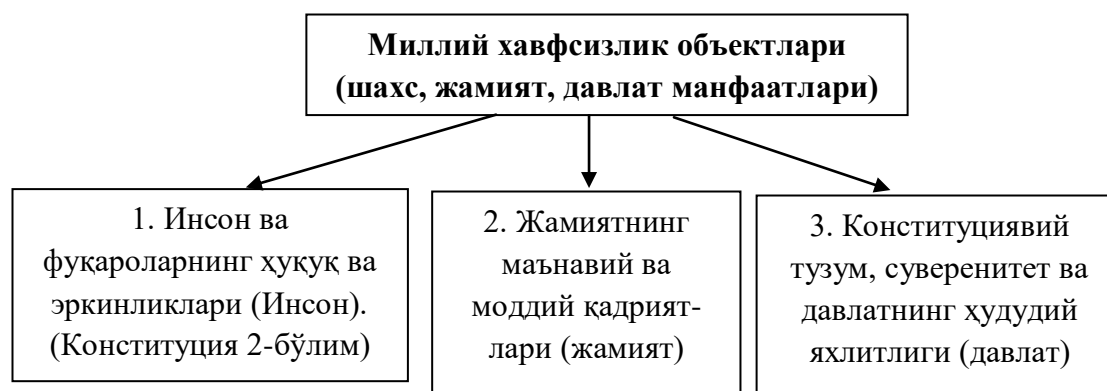 Миллий хавфсизлик объектлари
(шахс, жамият, давлат манфаатлари)
1. Инсон ва
фуқароларнинг ҳуқуқ ва
эркинликлари (Инсон).
(Конституция 2-бўлим)
2. Жамиятнинг
маънавий ва
моддий қадрият-
лари (жамият)
3. Конституциявий
тузум, суверенитет ва
давлатнинг ҳудудий
яхлитлиги (давлат)